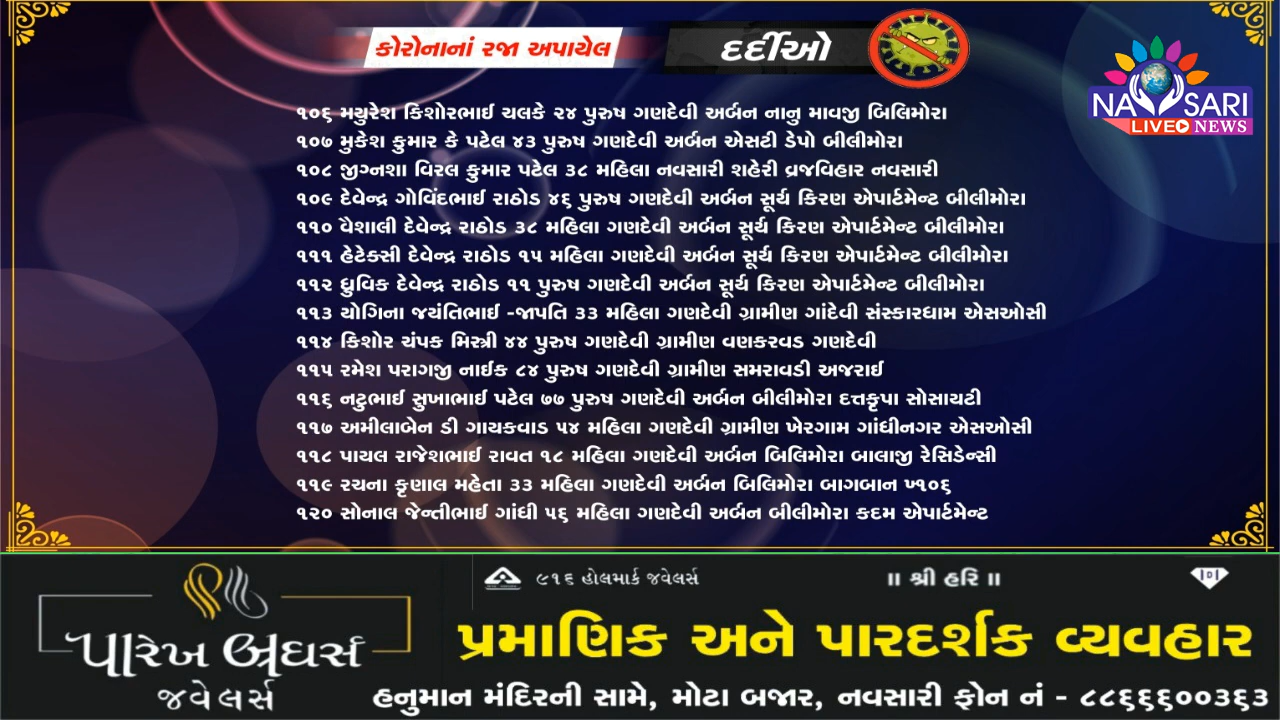 કોરોનાનાં રજા અપાયેલ દર્દીઓ
NAVSARI
LIVE NEWS
૧૦૬ મયુરેશ કિશોરભાઈ ચલકે ૨૪ પુરુષ ગણદેવી અર્બન નાનુ માવજી બિલિમોરા
૧૦૭ મુકેશ કુમાર કે પટેલ ૪૩ પુરુષ ગણદેવી અર્બન એસટી ડેપો બીલીમોરા
૧૦૮ જીગ્નશા વિરલ કુમાર પટેલ ૩૮ મહિલા નવસારી શહેરી વ્રજવિહાર નવસારી
૧૦૯ દેવેન્દ્ર ગોવિંદભાઈ રાઠોડ ૪૬ પુરુષ ગણદેવી અર્બન સૂર્ય કિરણ એપાર્ટમેન્ટ બીલીમોરા
૧૧૦ વૈશાલી દેવેન્દ્ર રાઠોડ ૩૮ મહિલા ગણદેવી અર્બન સૂર્ય કિરણ એપાર્ટમેન્ટ બીલીમોરા
૧૧૧ હેટેક્સી દેવેન્દ્ર રાઠોડ ૧૫ મહિલા ગણદેવી અર્બન સૂર્ય કિરણ એપાર્ટમેન્ટ બીલીમોરા
૧૧૨ ધ્રુવિક દેવેન્દ્ર રાઠોડ ૧૧ પુરુષ ગણદેવી અર્બન સૂર્ય કિરણ એપાર્ટમેન્ટ બીલીમોરા
૧૧૩ યોગિના જયંતિભાઈ -જાપતિ ૩૩ મહિલા ગણદેવી ગ્રામીણ ગાંદેવી સંસ્કારધામ એસઓસી
૧૧૪ કિશોર ચંપક મિસ્ત્રી ૪૪ પુરુષ ગણદેવી ગ્રામીણ વણકરવડ ગણદેવી
૧૧૫ રમેશ પરાગજી નાઈક ૮૪ પુરુષ ગણદેવી ગ્રામીણ સમરાવડી અજરાઈ
૧૧૬ નટુભાઈ સુખાભાઈ પટેલ ૭૭ પુરુષ ગણદેવી અર્બન બીલીમોરા દત્તકૃપા સોસાયટી
૧૧૭ અમીલાબેન ડી ગાયકવાડ ૫૪ મહિલા ગણદેવી ગ્રામીણ ખેરગામ ગાંધીનગર એસઓસી
૧૧૮ પાયલ રાજેશભાઈ રાવત ૧૮ મહિલા ગણદેવી અર્બન બિલિમોરા બાલાજી રેસિડેન્સી
૧૧૯ રચના કૃણાલ મહેતા ૩૩ મહિલા ગણદેવી અર્બન બિલિમોરા બાગબાન ખ૧૦૬
૧૨૦ સોનાલ જેન્તીભાઈ ગાંધી ૫૬ મહિલા ગણદેવી અર્બન બીલીમોરા કદમ એપાર્ટમેન્ટ
૯૧૬ હોલમાર્ક જવેલર્સ ॥ શ્રી હરિ ॥
પારેખ બ્રધર્સ
જવેલર્સ
પ્રમાણિક અને પારદર્શક વ્યવહાર
હનુમાન મંદિરની સામે, મોટા બજાર, નવસારી ફોન નં - ૮૮૬૬૬૦૦૩૬૩